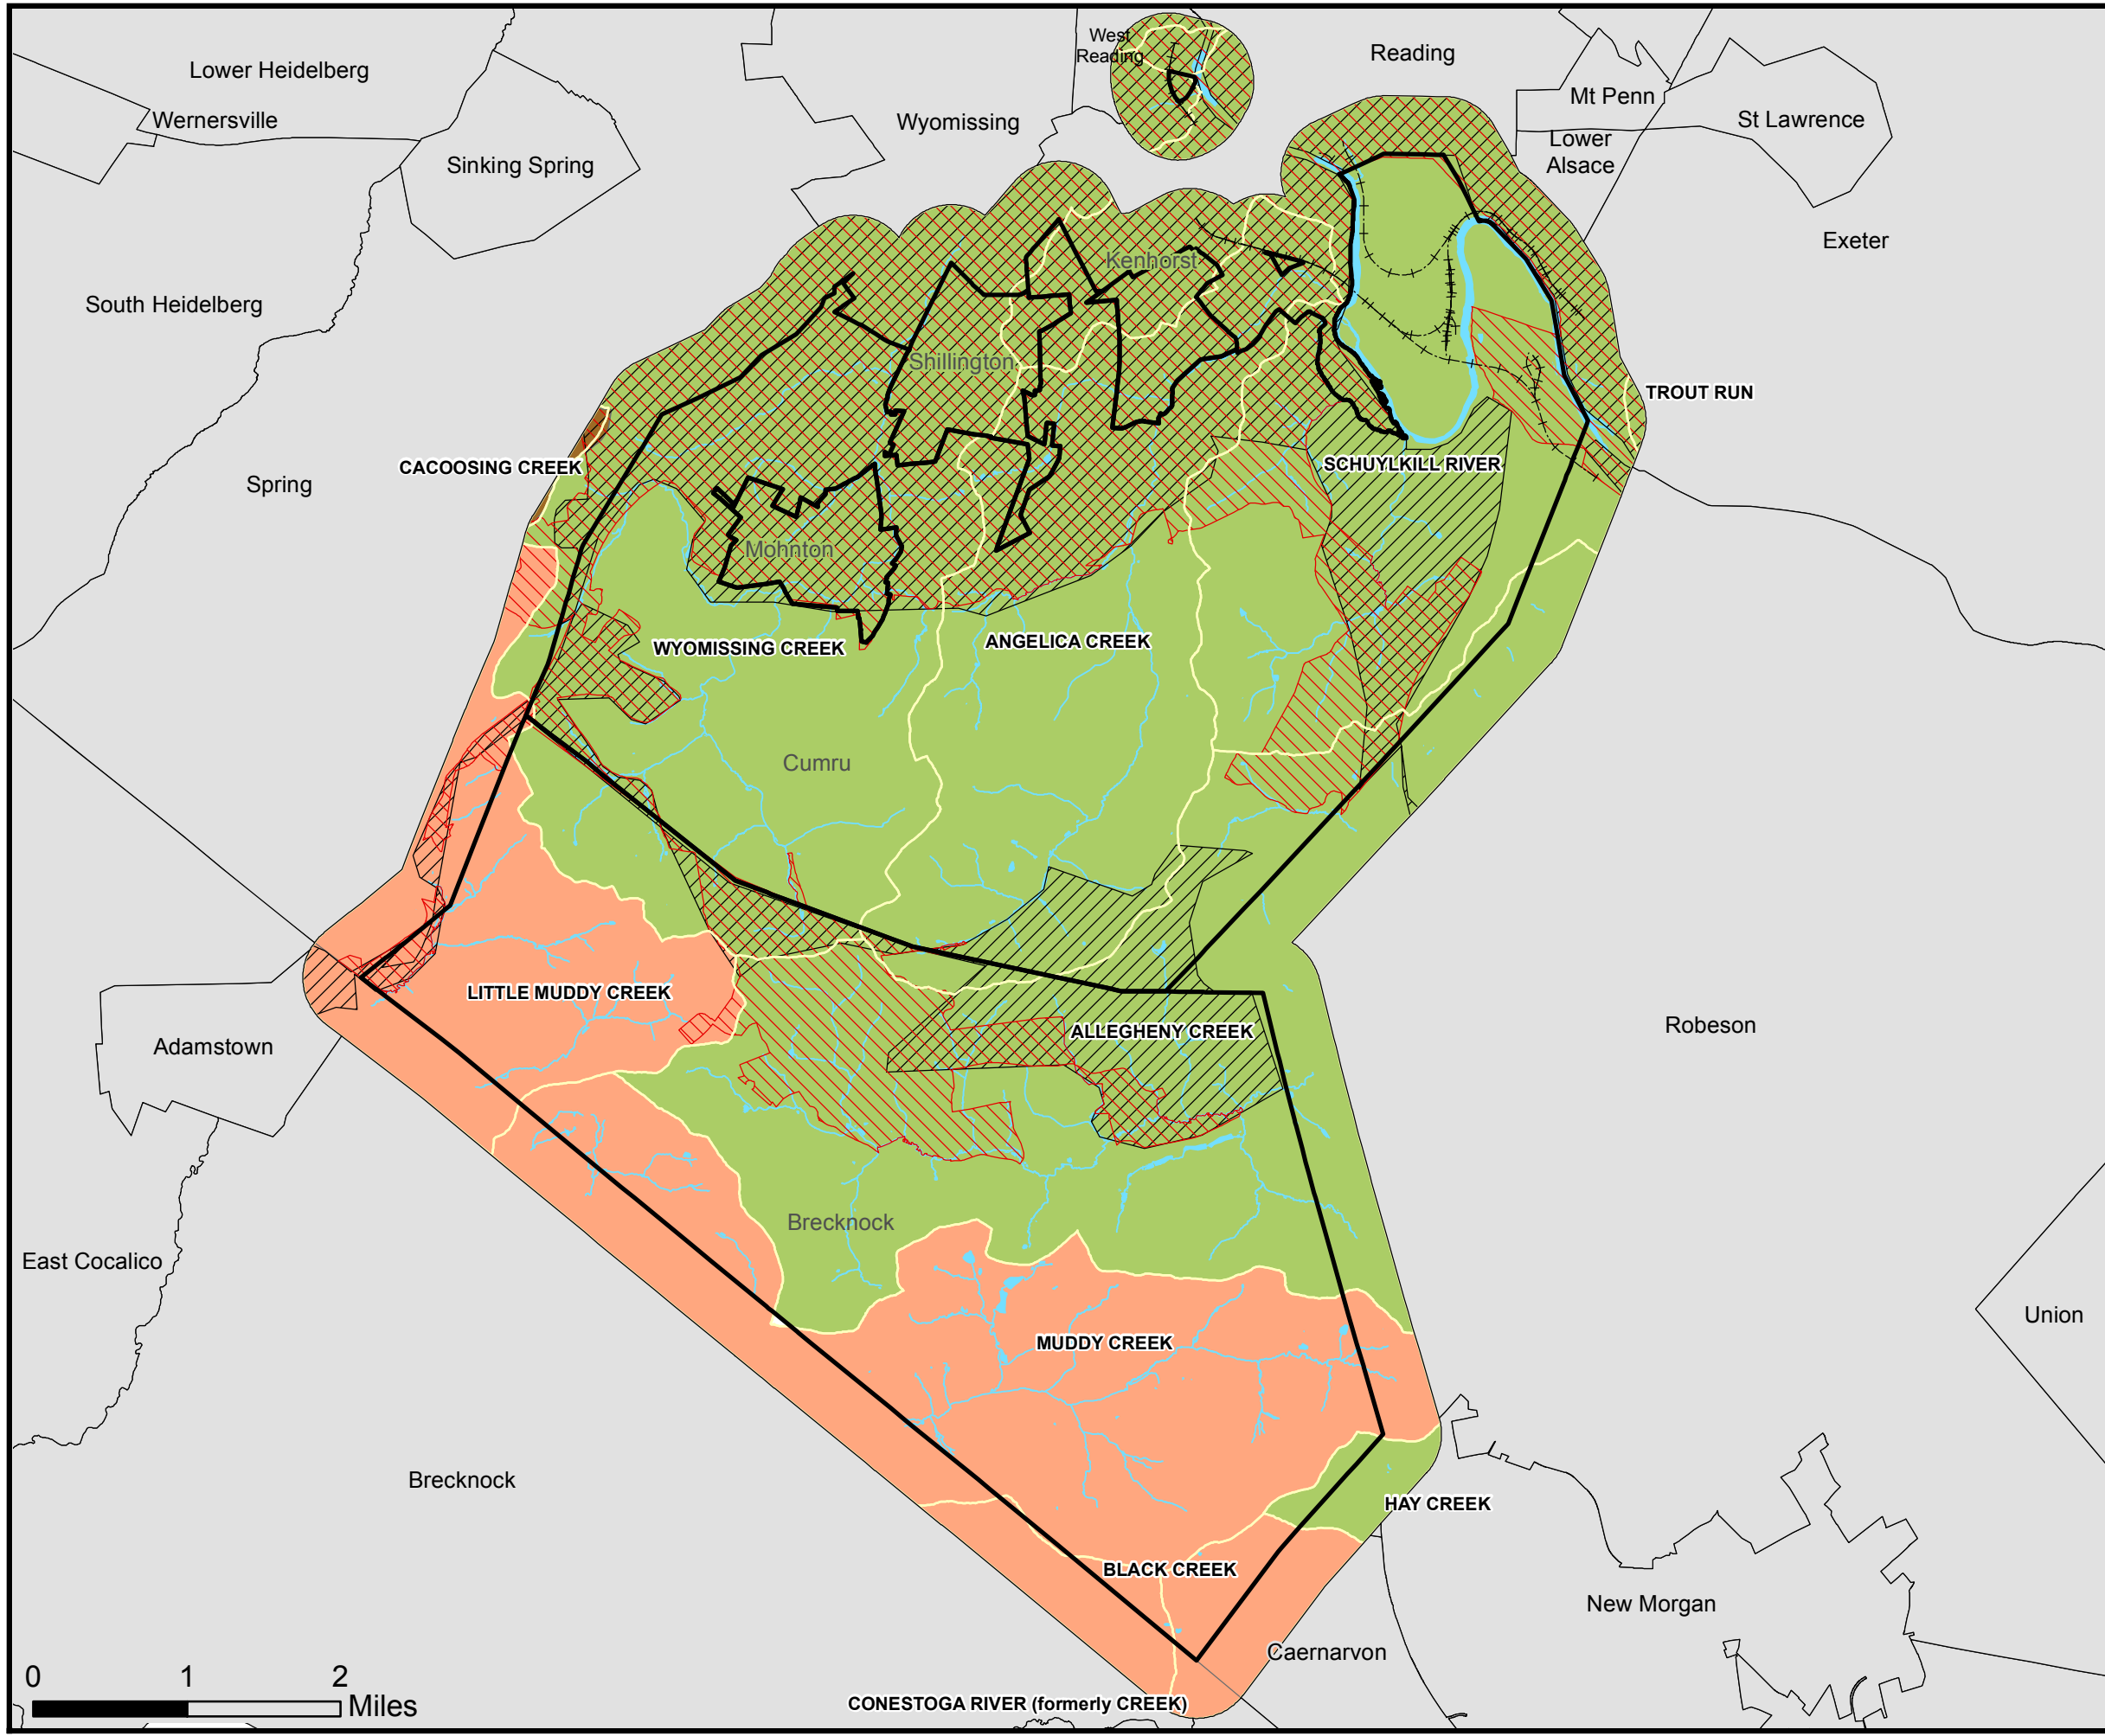 West
Reading
Reading
Lower Heidelberg
Mt Penn
Wernersville
Wyomissing
St Lawrence
Lower
Alsace
Sinking Spring
Exeter
Kenhorst
South Heidelberg
Shillington
TROUT RUN
CACOOSING CREEK
SCHUYLKILL RIVER
Spring
Mohnton
WYOMISSING CREEK
ANGELICA CREEK
Cumru
LITTLE MUDDY CREEK
ALLEGHENY CREEK
Robeson
Adamstown
Brecknock
East Cocalico
Union
MUDDY CREEK
Brecknock
HAY CREEK
BLACK CREEK
New Morgan
Caernarvon
0 1 2
Miles
CONESTOGA RIVER (formerly CREEK)